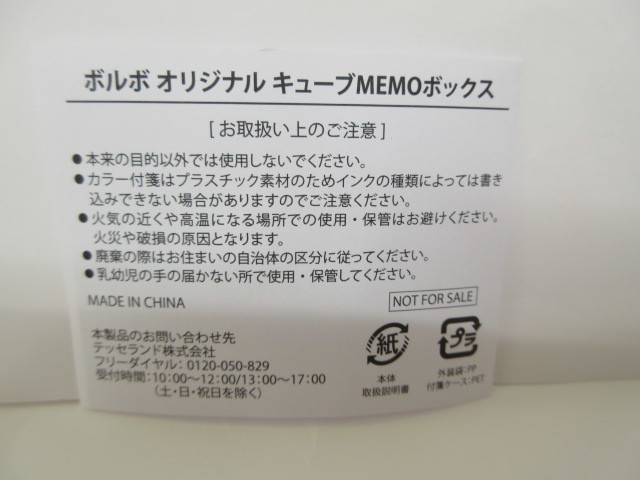 ボルボ オリジナル キューブMEMOボックス
[ お取扱い上のご注意 ]
●本来の目的以外では使用しないでください。
●カラー付箋はプラスチック素材のためインクの種類によっては書き
込みできない場合がありますのでご注意ください。
●火気の近くや高温になる場所での使用・保管はお避けください。
火災や破損の原因となります。
●廃棄の際はお住まいの自治体の区分に従ってください。
●乳幼児の手の届かない所で使用・保管してください。
MADE IN CHINA
NOT FOR SALE
本製品のお問い合わせ先
テッセランド株式会社
フリーダイヤル：0120-050-829
受付時間：10:00～12:00/13:00～17:00
（土・日・祝日を除く）
紙
本体
取扱説明書
プラ
外装袋：PP
付箋ケース：PET